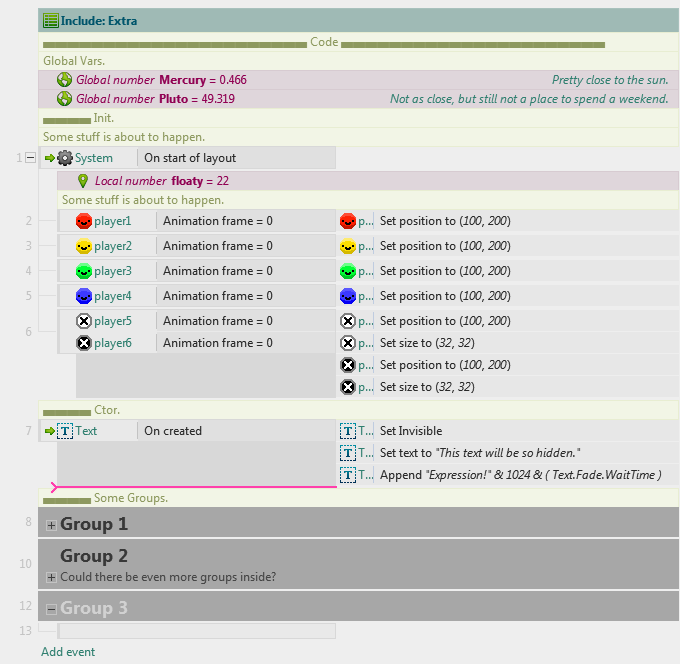 Include: Extra
Code
Global Vars.
Global number Mercury = 0.466 Pretty close to the sun.
Global number Pluto = 49.319 Not as close, but still not a place to spend a weekend.
Init.
Some stuff is about to happen.
1 System On start of layout
Local number floaty = 22
Some stuff is about to happen.
2 player1 Animation frame = 0 p... Set position to (100, 200)
3 player2 Animation frame = 0 p... Set position to (100, 200)
4 player3 Animation frame = 0 p... Set position to (100, 200)
5 player4 Animation frame = 0 p... Set position to (100, 200)
6 player5 Animation frame = 0 p... Set position to (100, 200)
player6 Animation frame = 0 p... Set size to (32, 32)
p... Set position to (100, 200)
p... Set size to (32, 32)
Ctor.
7 T Text On created T T... Set Invisible
T T... Set text to "This text will be so hidden."
T T... Append "Expression!" & 1024 & ( Text.Fade.WaitTime )
Some Groups.
8 Group 1
10 Group 2
Could there be even more groups inside?
12 Group 3
13
Add event